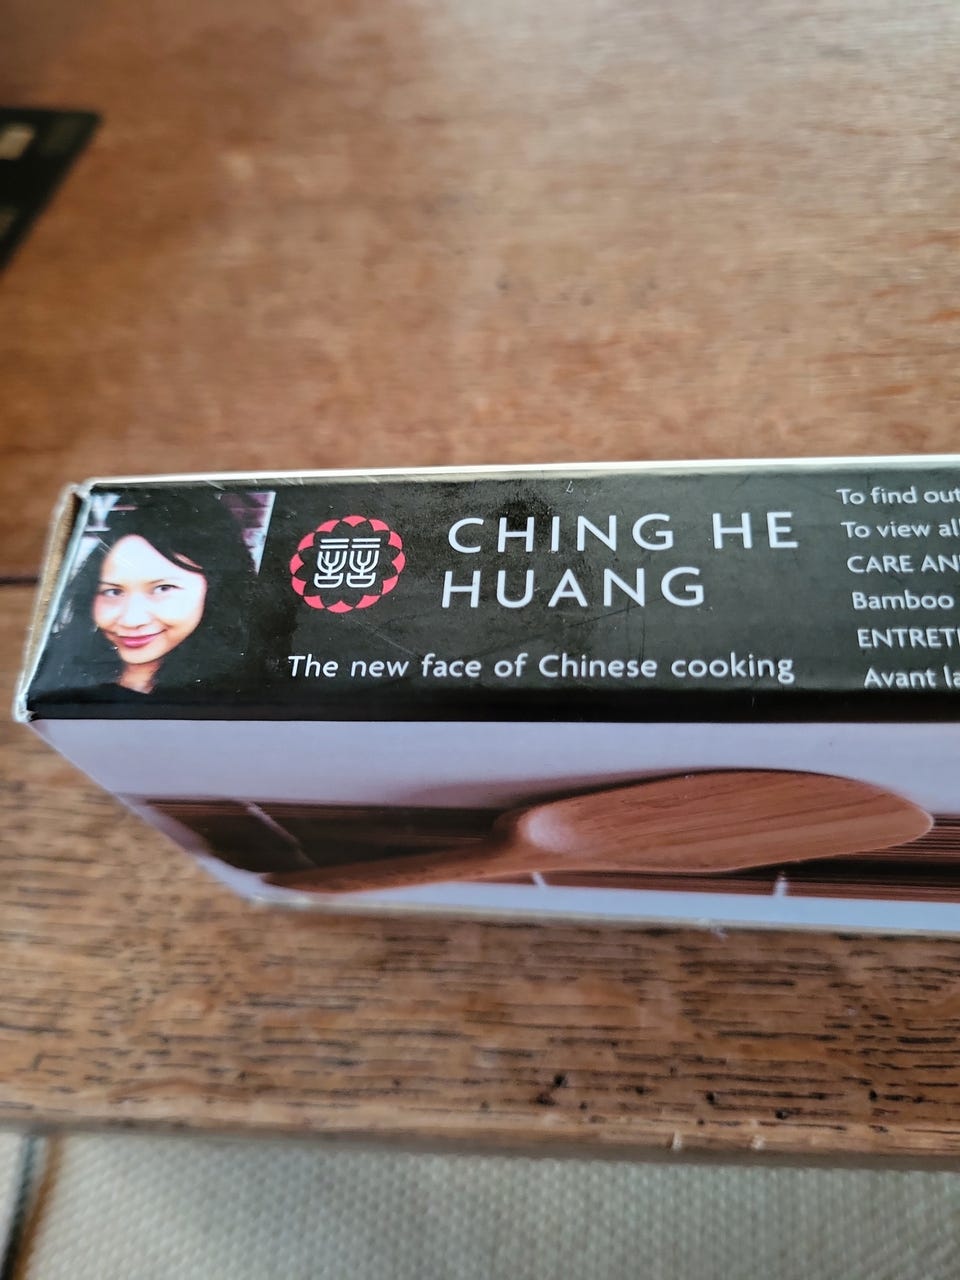 CHING HE
HUANG
The new face of Chinese cooking
To find out
To view al
CARE AN
Bamboo
ENTRET
Avant la